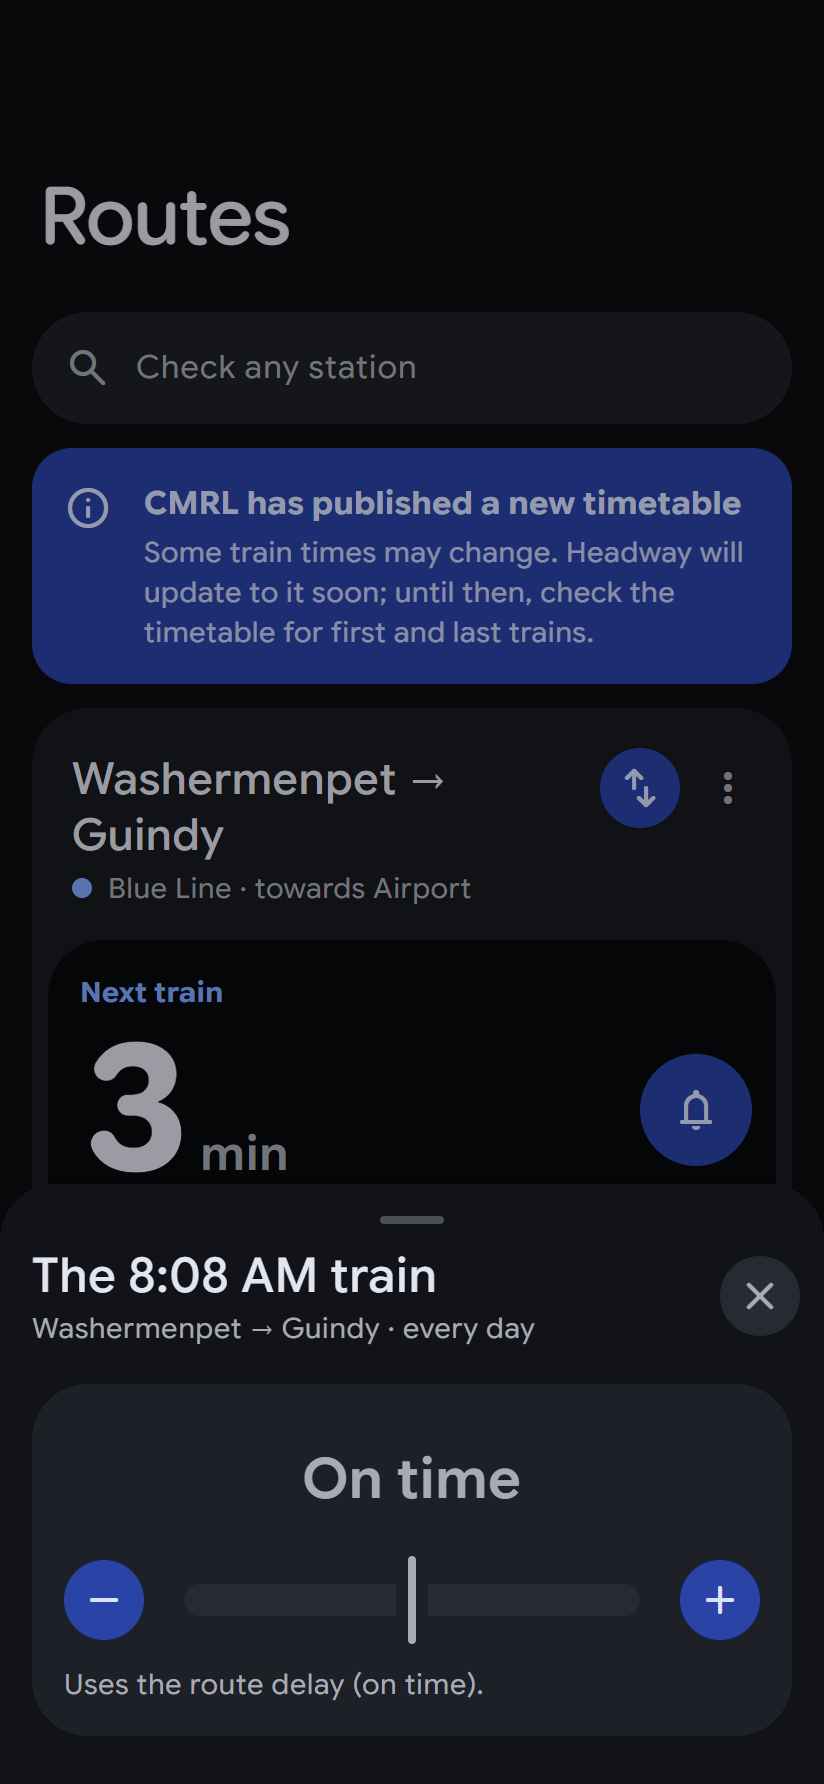 Routes
Check any station
CMRL has published a new timetable
Some train times may change. Headway will
update to it soon; until then, check the
timetable for first and last trains.
Washermenpet →
Guindy
Blue Line · towards Airport
Next train
3 min
The 8:08 AM train
Washermenpet → Guindy · every day
On time
Uses the route delay (on time).